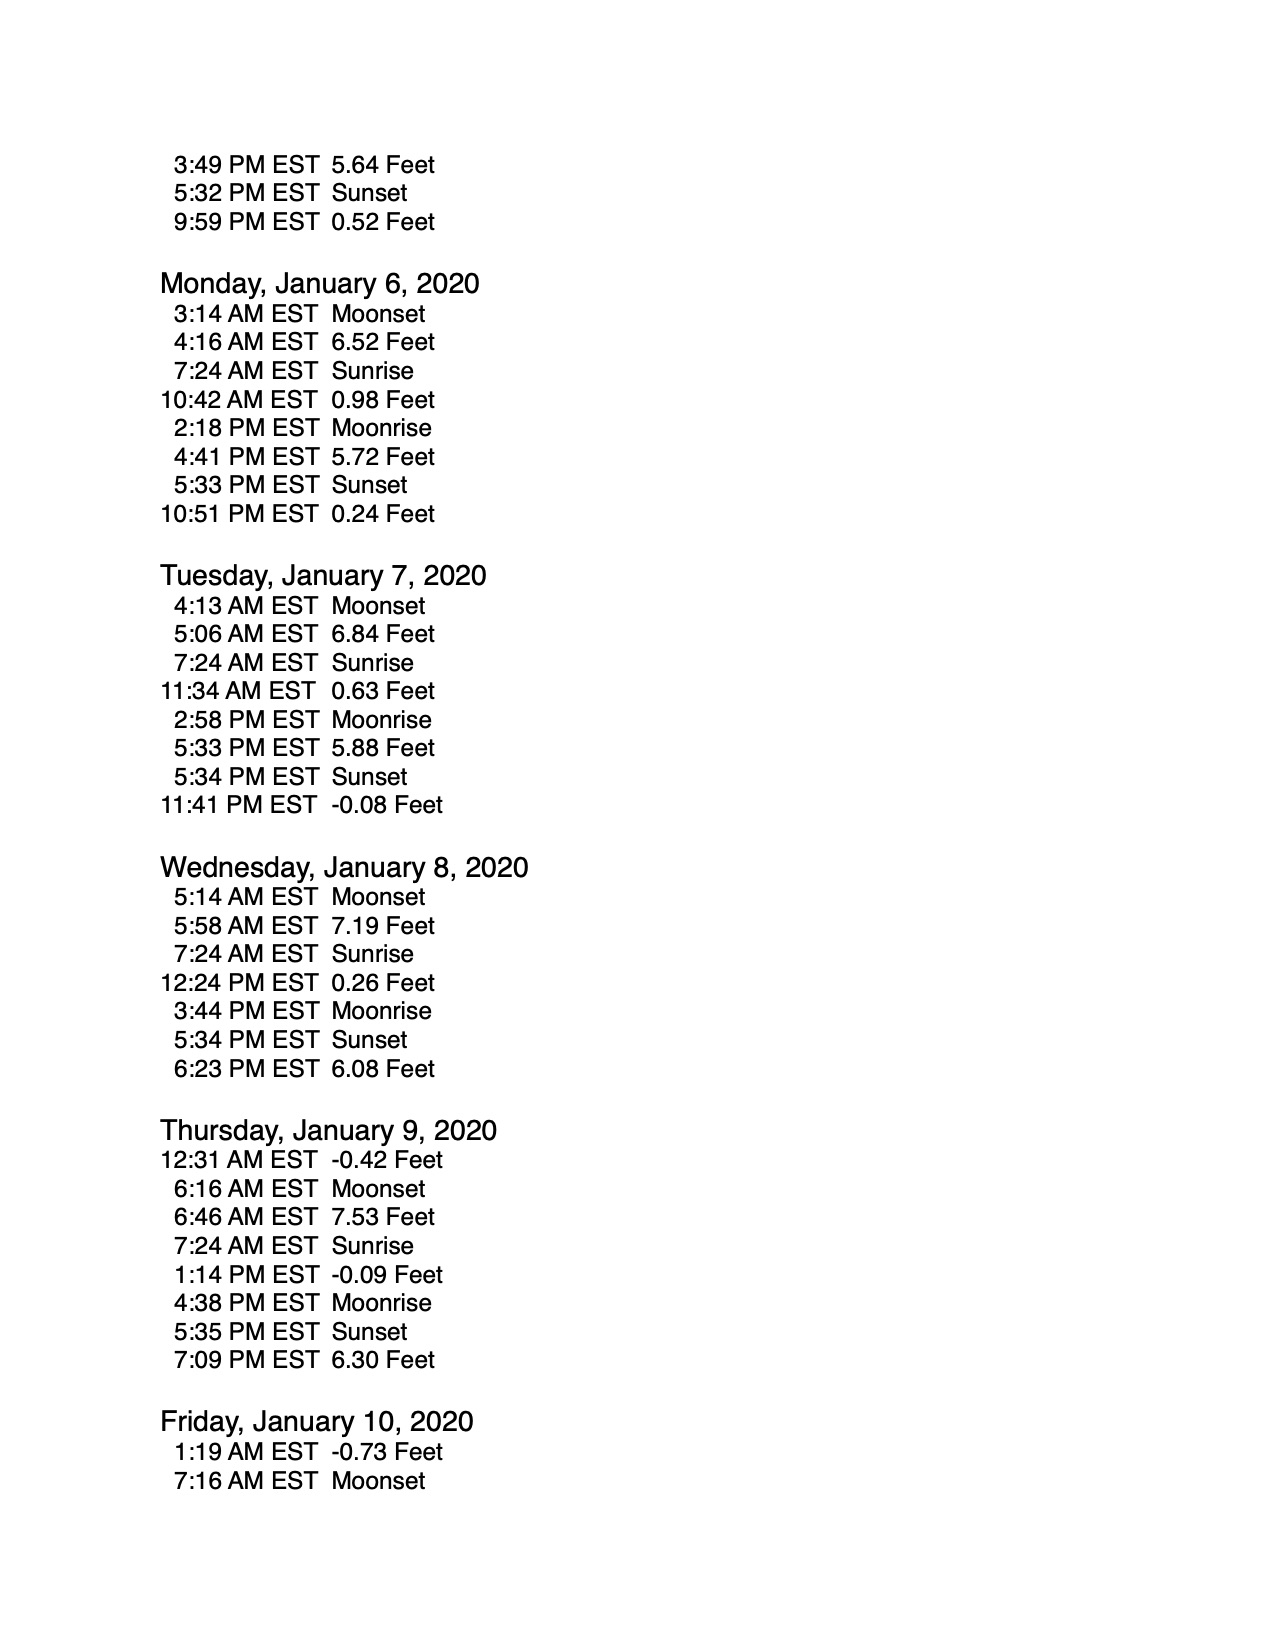 3:49 PM EST 5.64 Feet
5:32 PM EST Sunset
9:59 PM EST 0.52 Feet
Monday, January 6, 2020
3:14 AM EST Moonset
4:16 AM EST 6.52 Feet
7:24 AM EST Sunrise
10:42 AM EST 0.98 Feet
2:18 PM EST Moonrise
4:41 PM EST 5.72 Feet
5:33 PM EST Sunset
10:51 PM EST 0.24 Feet
Tuesday, January 7, 2020
4:13 AM EST Moonset
5:06 AM EST 6.84 Feet
7:24 AM EST Sunrise
11:34 AM EST 0.63 Feet
2:58 PM EST Moonrise
5:33 PM EST 5.88 Feet
5:34 PM EST Sunset
11:41 PM EST -0.08 Feet
Wednesday, January 8, 2020
5:14 AM EST Moonset
5:58 AM EST 7.19 Feet
7:24 AM EST Sunrise
12:24 PM EST 0.26 Feet
3:44 PM EST Moonrise
5:34 PM EST Sunset
6:23 PM EST 6.08 Feet
Thursday, January 9, 2020
12:31 AM EST -0.42 Feet
6:16 AM EST Moonset
6:46 AM EST 7.53 Feet
7:24 AM EST Sunrise
1:14 PM EST -0.09 Feet
4:38 PM EST Moonrise
5:35 PM EST Sunset
7:09 PM EST 6.30 Feet
Friday, January 10, 2020
1:19 AM EST -0.73 Feet
7:16 AM EST Moonset